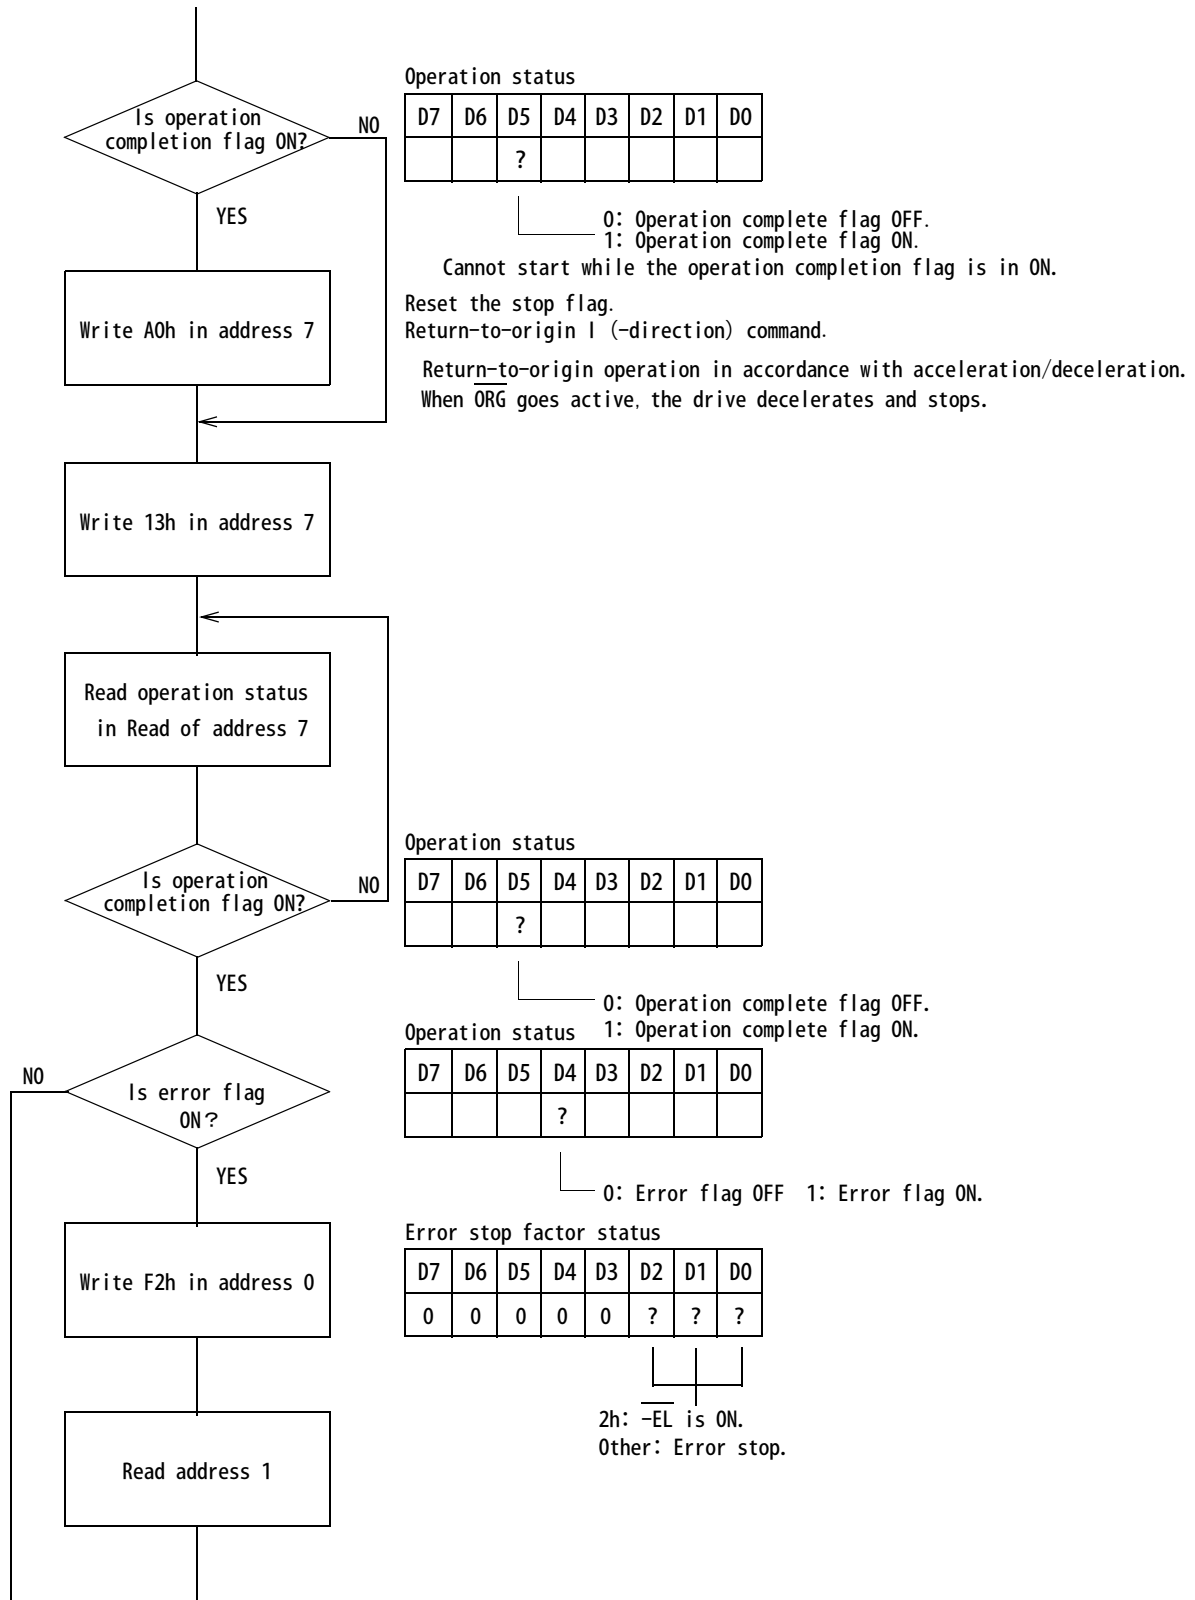 Operation status
Is operation
completion flag ON?
NO
D7 D6 D5 D4 D3 D2 D1 D0
?
YES
0: Operation complete flag OFF.
1: Operation complete flag ON.
Cannot start while the operation completion flag is in ON.
Write A0h in address 7
Reset the stop flag.
Return-to-origin I (-direction) command.
Return-to-origin operation in accordance with acceleration/deceleration.
When ORG goes active, the drive decelerates and stops.
Write 13h in address 7
Read operation status
in Read of address 7
Operation status
Is operation
completion flag ON?
NO
D7 D6 D5 D4 D3 D2 D1 D0
?
YES
0: Operation complete flag OFF.
1: Operation complete flag ON.
Operation status
NO
Is error flag
ON?
D7 D6 D5 D4 D3 D2 D1 D0
?
YES
0: Error flag OFF 1: Error flag ON.
Error stop factor status
Write F2h in address 0
D7 D6 D5 D4 D3 D2 D1 D0
0 0 0 0 0 ? ? ?
2h: -EL is ON.
Other: Error stop.
Read address 1